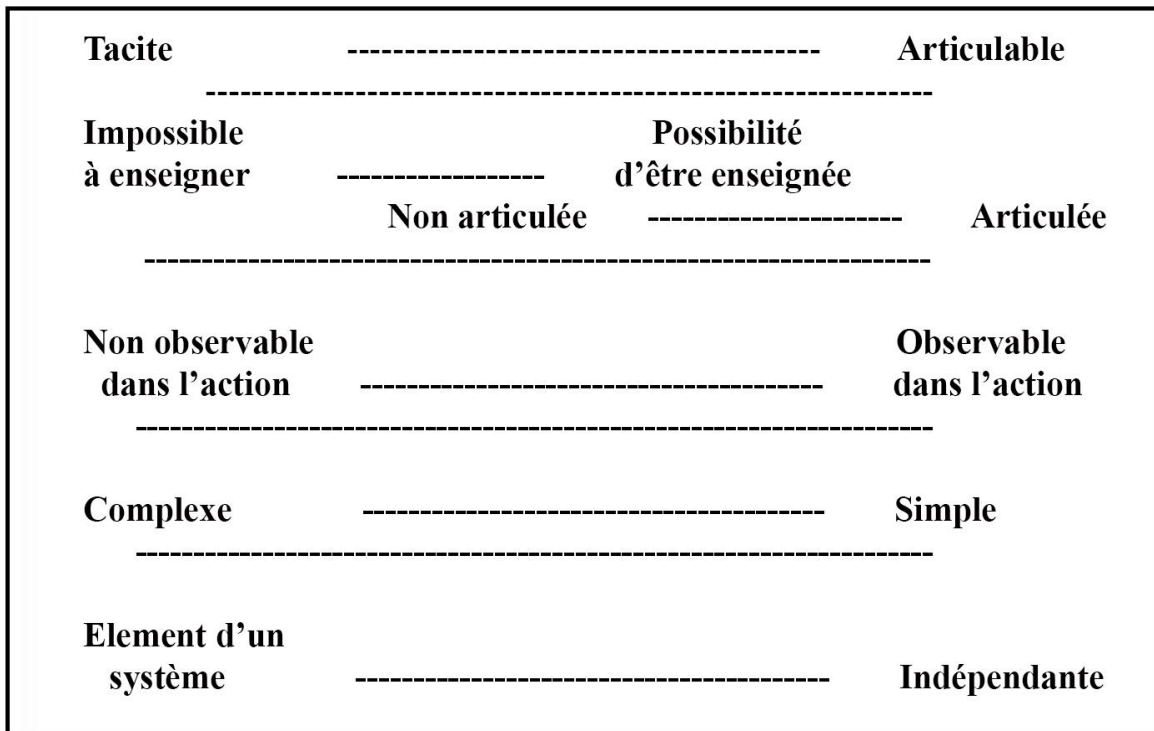 Tacite ---------------------------------------- Articulable
---------------------------------------------------------------
Impossible Possibilité
à enseigner ------------------ d’être enseignée
Non articulée ---------------------- Articulée
--------------------------------------------------------------------
Non observable Observable
dans l’action ---------------------------------------- dans l’action
---------------------------------------------------------------------
Complexe ---------------------------------------- Simple
---------------------------------------------------------------------
Element d’un
système ----------------------------------------- Indépendante